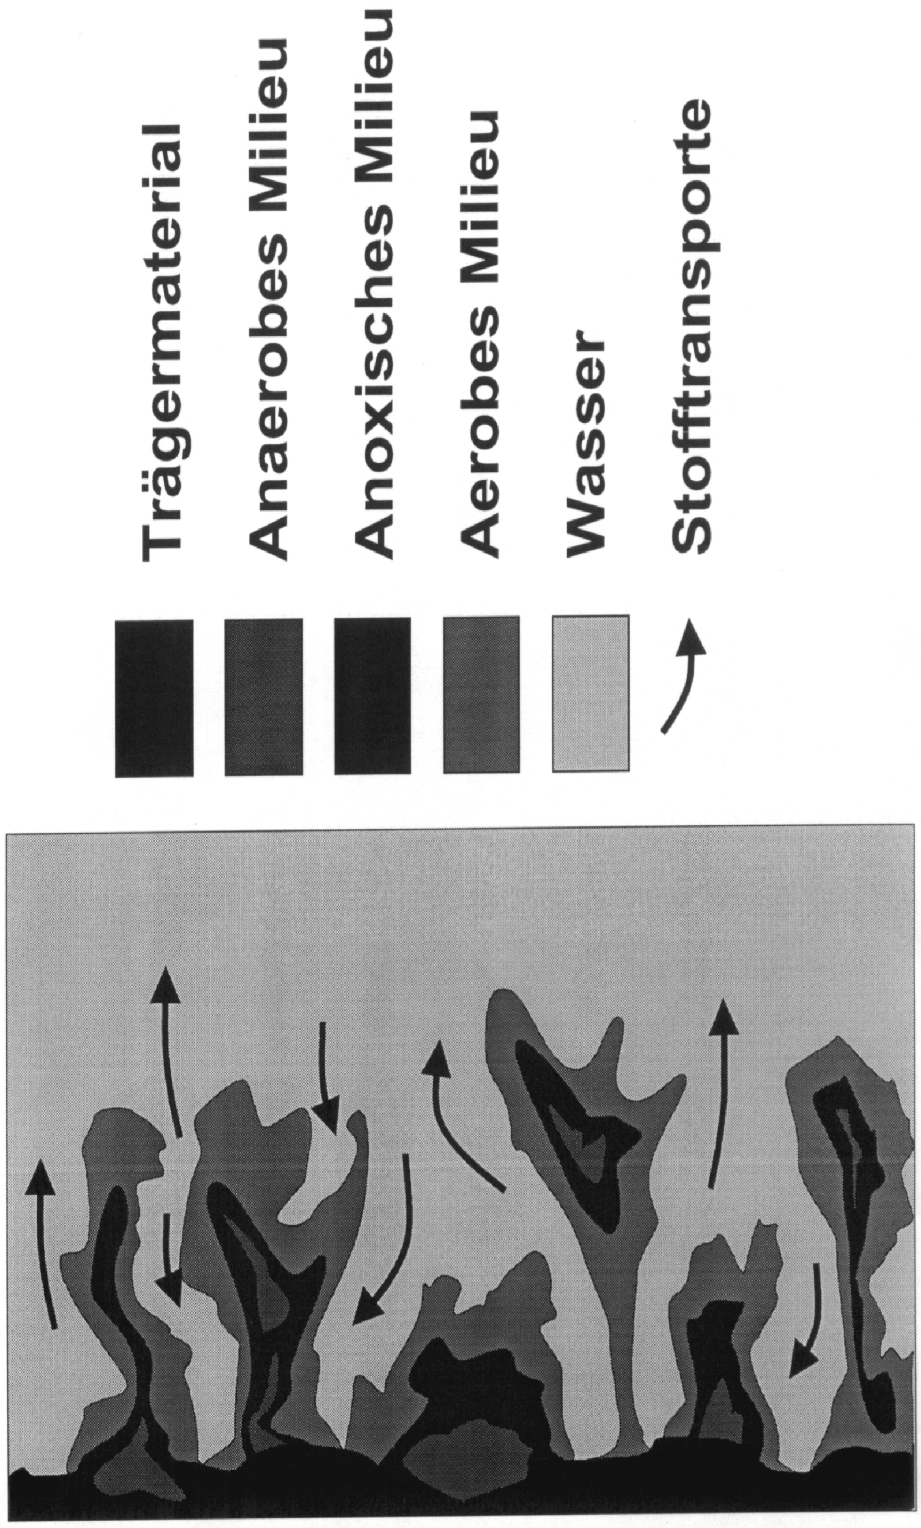 Trägermaterial
Anaerobes Milieu
Anoxisches Milieu
Aerobes Milieu
Wasser
Stofftransporte